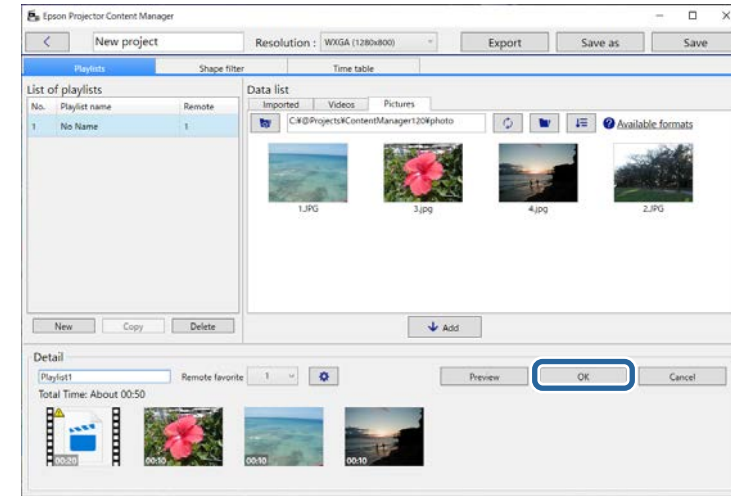 Epson Projector Content Manager
New project Resolution : WXGA (1280x800) Export Save as Save
Playlists Shape filter Time table
List of playlists Data list
No. Playlist name Remote Imported Videos Pictures
C:¥@Projects¥ContentManager120¥photo Available formats
1 No Name 1
1.JPG 3.jpg 4.jpg 2.JPG
New Copy Delete Add
Detail
Playlist1 Remote favorite 1 Preview OK Cancel
Total Time: About 00:50
00:20 00:10 00:10 00:10